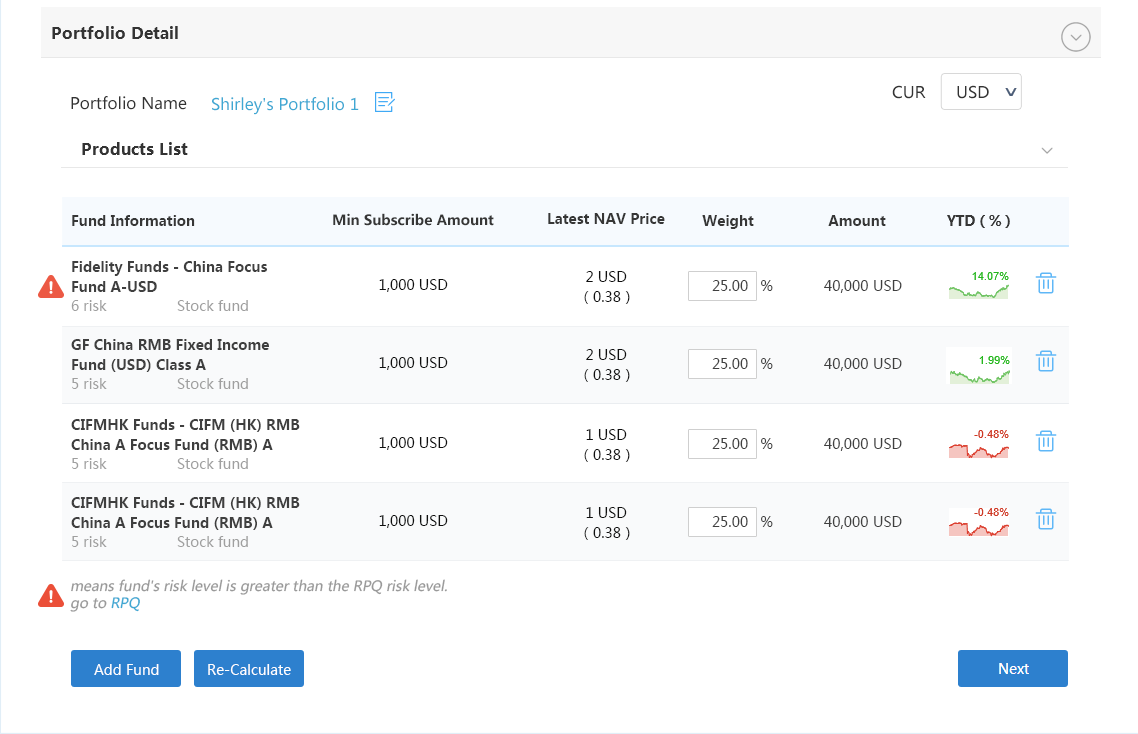 Portfolio Detail
Portfolio Name Shirley's Portfolio 1 CUR USD
Products List
Fund Information Min Subscribe Amount Latest NAV Price Weight Amount YTD ( % )
Fidelity Funds - China Focus
Fund A-USD
6 risk Stock fund
1,000 USD
2 USD
( 0.38 )
25.00 %
40,000 USD
14.07%
GF China RMB Fixed Income
Fund (USD) Class A
5 risk Stock fund
1,000 USD
2 USD
( 0.38 )
25.00 %
40,000 USD
1.99%
CIFMHK Funds - CIFM (HK) RMB
China A Focus Fund (RMB) A
5 risk Stock fund
1,000 USD
1 USD
( 0.38 )
25.00 %
40,000 USD
-0.48%
CIFMHK Funds - CIFM (HK) RMB
China A Focus Fund (RMB) A
5 risk Stock fund
1,000 USD
1 USD
( 0.38 )
25.00 %
40,000 USD
-0.48%
means fund's risk level is greater than the RPQ risk level.
go to RPQ
Add Fund Re-Calculate Next